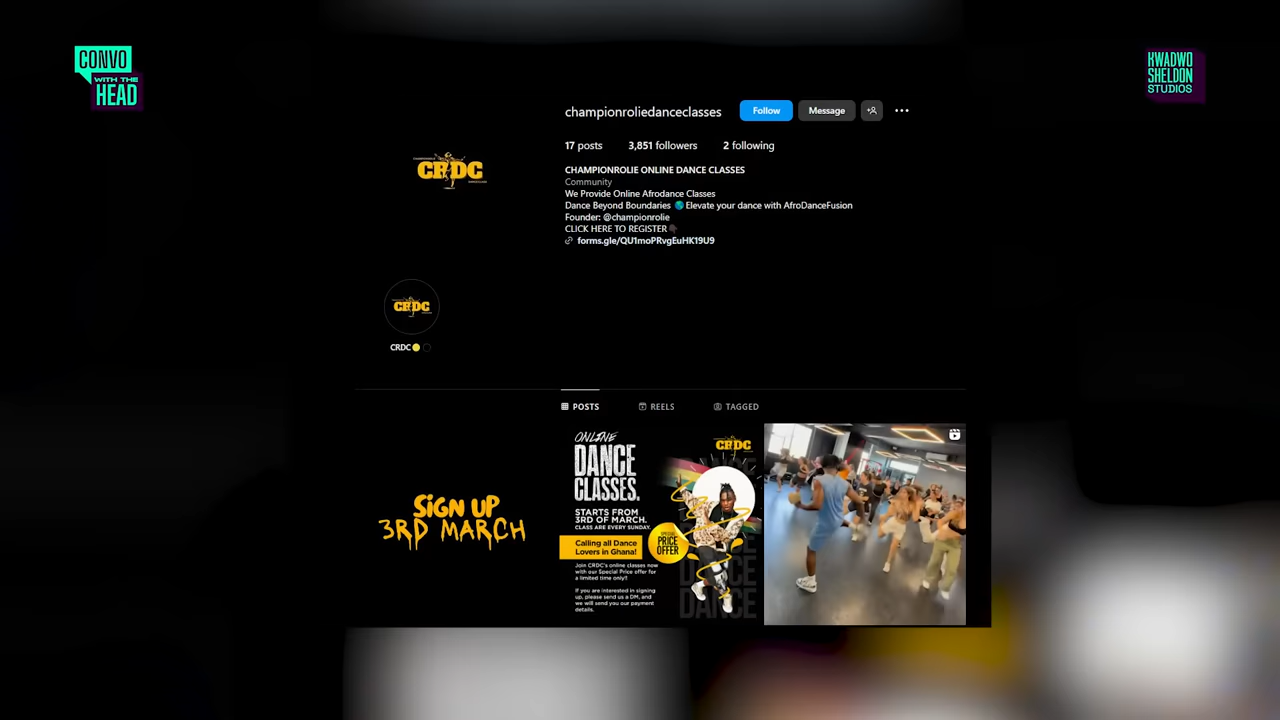 CONVO
WITH THE
HEAD
KWADWO
SHELDON
STUDIOS
championroliedanceclasses
Follow
Message
17 posts
3,851 followers
2 following
CHAMPIONROLIE ONLINE DANCE CLASSES
Community
We Provide Online Afrodance Classes
Dance Beyond Boundaries 🌎 Elevate your dance with AfroDanceFusion
Founder: @championrolie
CLICK HERE TO REGISTER👇🏿
forms.gle/QU1moPRvgEuHK19U9
CRDC
CRDC
CRDC
POSTS
REELS
TAGGED
SIGN UP
3RD MARCH
ONLINE
DANCE
CLASSES.
CRDC
STARTS FROM
3RD OF MARCH.
CLASS ARE EVERY SUNDAY.
Calling all Dance
Lovers in Ghana!
SPECIAL
PRICE
OFFER
Join CRDC's online classes now
with our Special Price offer for
a limited time only!!
If you are interested in signing
up, please send us a DM, and
we will send you our payment
details.
DANCE